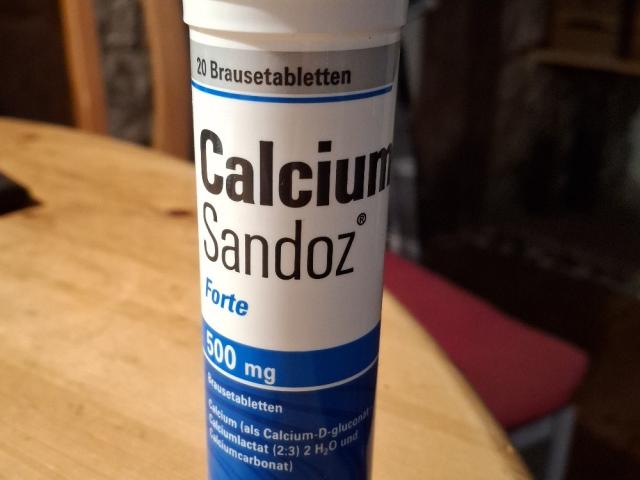 20 Brausetabletten
Calcium
Sandoz®
Forte
500 mg
Brausetabletten
Calcium (als Calcium-D-gluconat
Calciumlactat (2:3) 2 H₂O und
Calciumcarbonat)